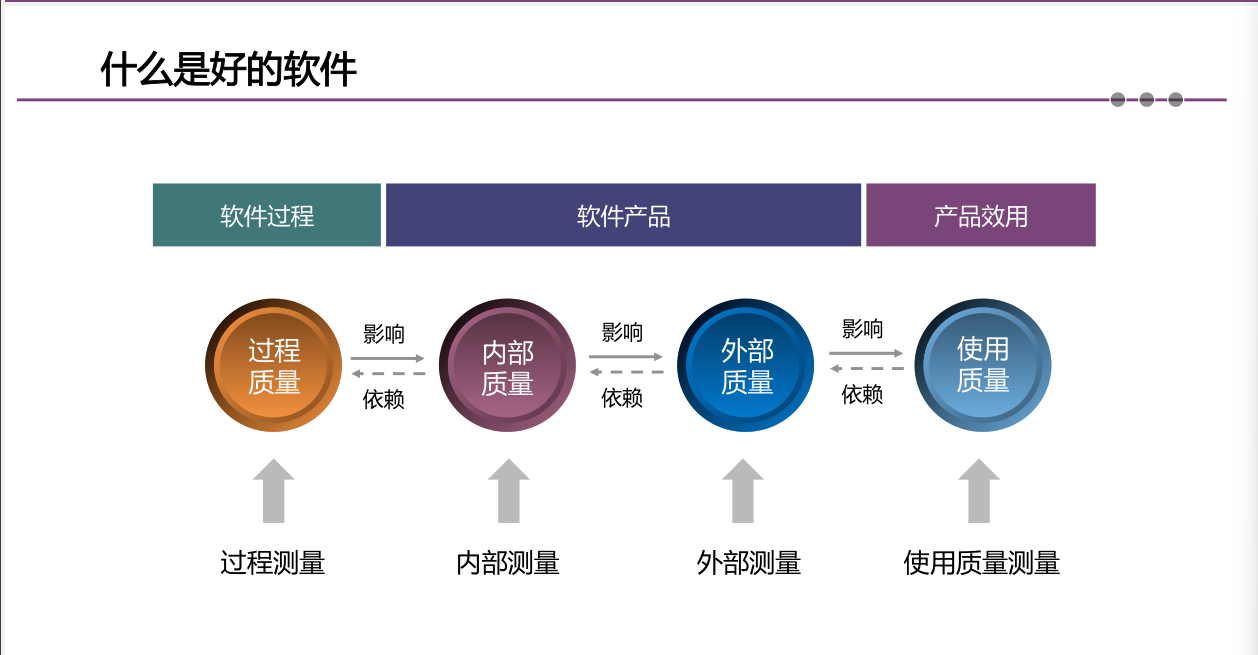 什么是好的软件
软件过程
软件产品
产品效用
过程
质量
影响
依赖
内部
质量
影响
依赖
外部
质量
影响
依赖
使用
质量
过程测量
内部测量
外部测量
使用质量测量